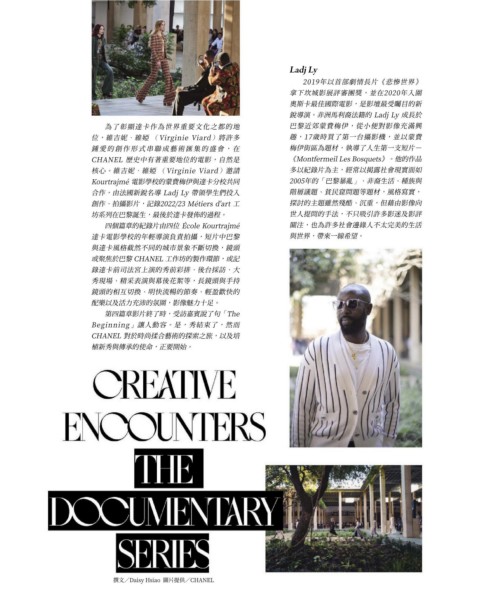 為了彰顯達卡作為世界重要文化之都的地
位，維吉妮．維婭（Virginie Viard）將許多
鍾愛的創作形式串聯成藝術匯集的盛會，在
CHANEL 歷史中有著重要地位的電影，自然是
核心。維吉妮．維婭（Virginie Viard）邀請
Kourtrajmé 電影學校的蒙費梅伊與達卡分校共同
合作，由法國新銳名導 Ladj Ly 帶領學生們投入
創作、拍攝影片，記錄2022/23 Métiers d'art 工
坊系列在巴黎誕生，最後於達卡發佈的過程。
四個篇章的紀錄片由四位 École Kourtrajmé
達卡電影學校的年輕導演負責拍攝，短片中巴黎
與達卡風格截然不同的城市景象不斷切換，鏡頭
或聚焦於巴黎 CHANEL 工作坊的製作環節，或記
錄達卡前司法宮上演的秀前彩排、後台採訪、大
秀現場、精采表演與幕後花絮等，長鏡頭與手持
鏡頭的相互切換、明快流暢的節奏、輕盈歡快的
配樂以及活力充沛的氛圍，影像魅力十足。
第四篇章影片終了時，受訪嘉賓說了句「The
Beginning」讓人動容。是，秀結束了，然而
CHANEL 對於時尚揉合藝術的探索之旅，以及培
植新秀與傳承的使命，正要開始。
Ladj Ly
2019年以首部劇情長片《悲慘世界》
拿下坎城影展評審團獎，並在2020年入圍
奧斯卡最佳國際電影，是影壇最受矚目的新
銳導演。非洲馬利裔法籍的 Ladj Ly 成長於
巴黎近郊蒙費梅伊，從小便對影像充滿興
趣，17歲時買了第一台攝影機，並以蒙費
梅伊街區為題材，執導了人生第一支短片－
《Montfermeil Les Bosquets》。他的作品
多以紀錄片為主，經常以揭露社會現實面如
2005年的「巴黎暴亂」、非裔生活、種族與
階層議題、貧民窟問題等題材，風格寫實，
探討的主題雖然殘酷、沉重，但藉由影像向
世人提問的手法，不只吸引許多影迷及影評
關注，也為許多社會邊緣人不太完美的生活
與世界，帶來一線希望。
CREATIVE
ENCOUNTERS
THE
DOCUMENTARY
SERIES
撰文／Daisy Hsiao 圖片提供／CHANEL